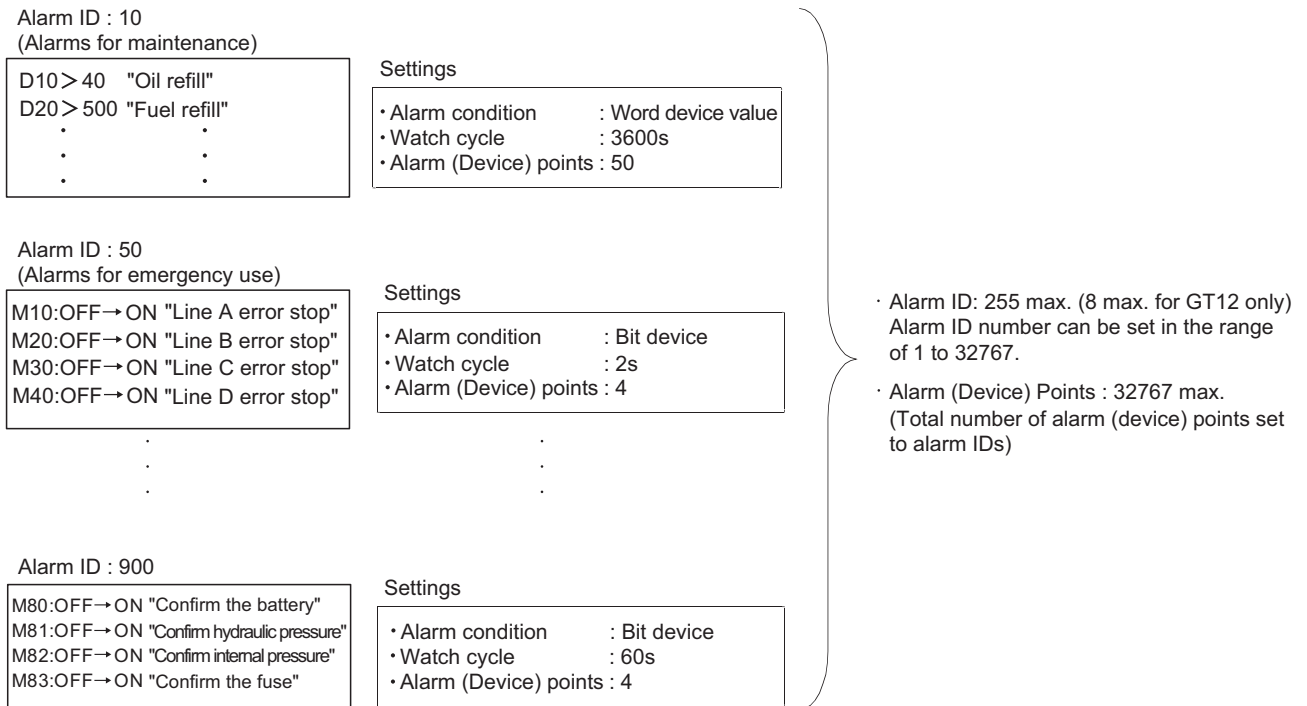 Alarm ID : 10
(Alarms for maintenance)
D10＞40 "Oil refill"
D20＞500 "Fuel refill"
Settings
・Alarm condition : Word device value
・Watch cycle : 3600s
・Alarm (Device) points : 50
Alarm ID : 50
(Alarms for emergency use)
M10:OFF→ON "Line A error stop"
M20:OFF→ON "Line B error stop"
M30:OFF→ON "Line C error stop"
M40:OFF→ON "Line D error stop"
Settings
・Alarm condition : Bit device
・Watch cycle : 2s
・Alarm (Device) points : 4
Alarm ID : 900
M80:OFF→ON "Confirm the battery"
M81:OFF→ON "Confirm hydraulic pressure"
M82:OFF→ON "Confirm internal pressure"
M83:OFF→ON "Confirm the fuse"
Settings
・Alarm condition : Bit device
・Watch cycle : 60s
・Alarm (Device) points : 4
・Alarm ID: 255 max. (8 max. for GT12 only)
Alarm ID number can be set in the range
of 1 to 32767.
・Alarm (Device) Points : 32767 max.
(Total number of alarm (device) points set
to alarm IDs)